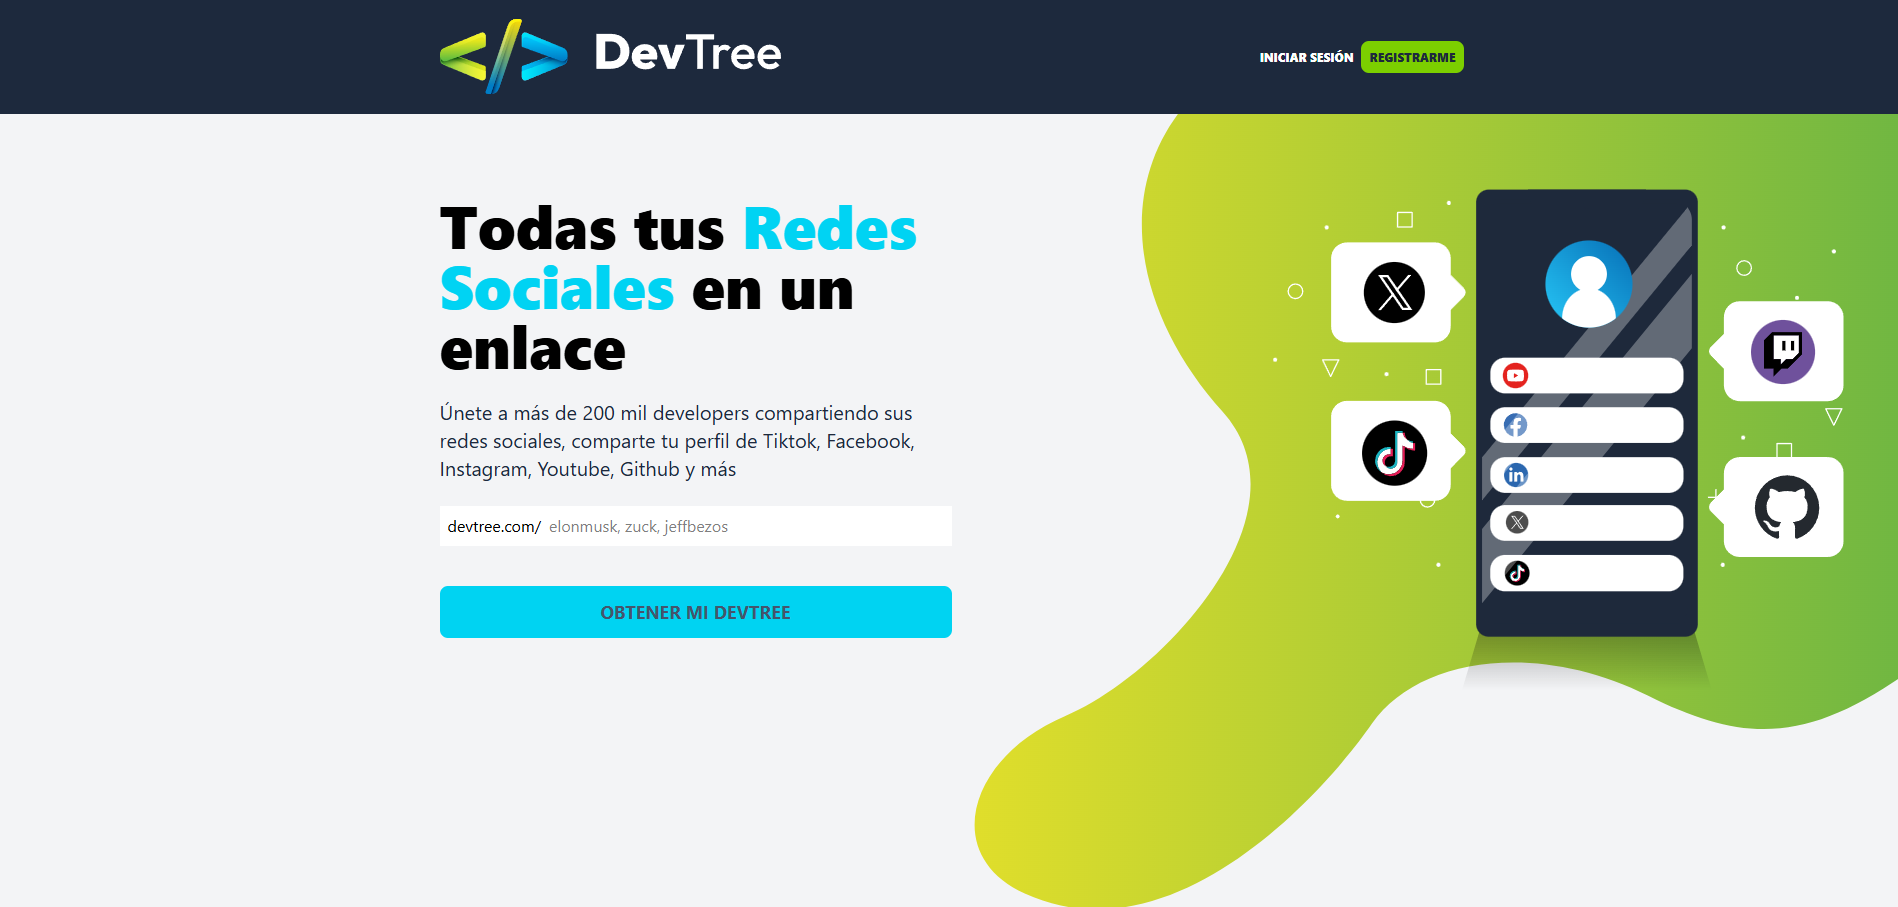 DevTree
INICIAR SESIÓN
REGISTRARME
Todas tus Redes
Sociales en un
enlace
Únete a más de 200 mil developers compartiendo sus
redes sociales, comparte tu perfil de Tiktok, Facebook,
Instagram, Youtube, Github y más
devtree.com/ elonmusk, zuck, jeffbezos
OBTENER MI DEVTREE